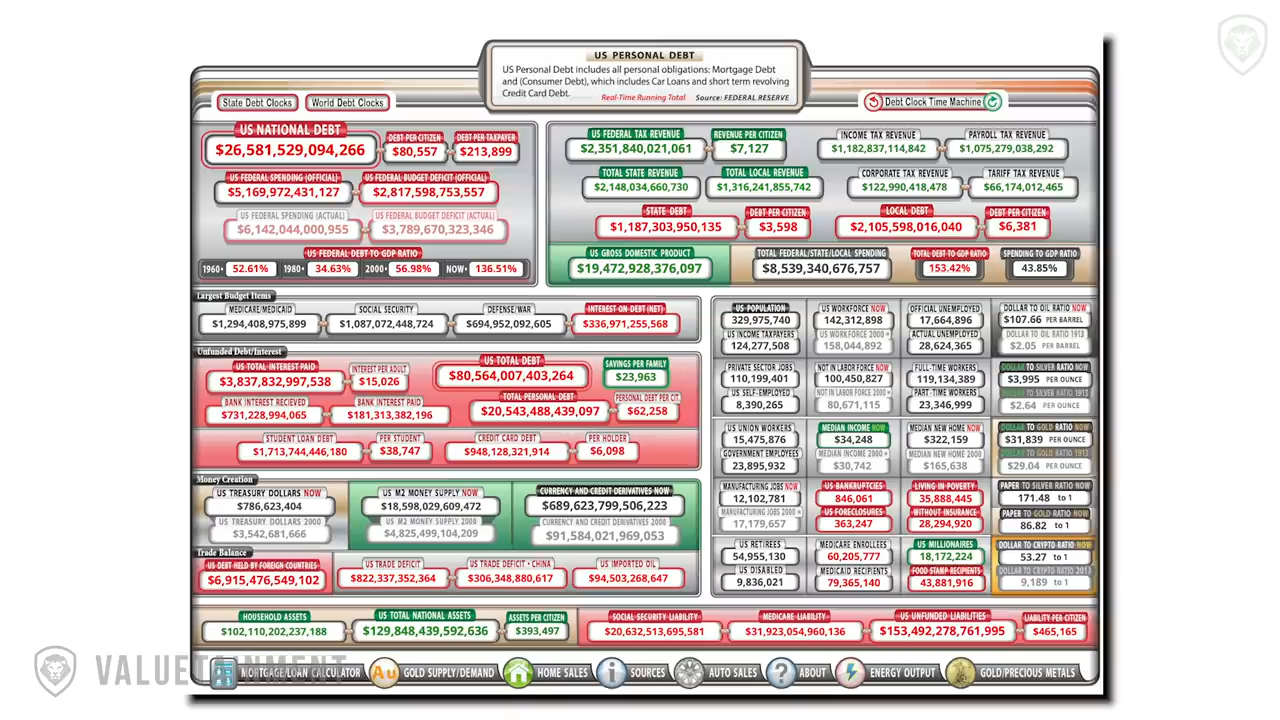 US PERSONAL DEBT
US Personal Debt includes all personal obligations: Mortgage Debt
and (Consumer Debt), which includes Car Loans and short term revolving
Credit Card Debt.
Real-Time Running Total Source: FEDERAL RESERVE
State Debt Clocks World Debt Clocks
Debt Clock Time Machine
US NATIONAL DEBT DEBT PER CITIZEN DEBT PER TAXPAYER
$26,581,529,094,266 $80,557 $213,899
US FEDERAL SPENDING (OFFICIAL) US FEDERAL BUDGET DEFICIT (OFFICIAL)
$5,169,972,431,127 $2,817,598,753,557
US FEDERAL SPENDING (ACTUAL) US FEDERAL BUDGET DEFICIT (ACTUAL)
$6,142,044,000,955 $3,789,670,323,346
US FEDERAL DEBT TO GDP RATIO
1960• 52.61% 1980• 34.63% 2000• 56.98% NOW• 136.51%
US FEDERAL TAX REVENUE REVENUE PER CITIZEN INCOME TAX REVENUE PAYROLL TAX REVENUE
$2,351,840,021,061 $7,127 $1,182,837,114,842 $1,075,279,038,292
TOTAL STATE REVENUE TOTAL LOCAL REVENUE CORPORATE TAX REVENUE TARIFF TAX REVENUE
$2,148,034,660,730 $1,316,241,855,742 $122,990,418,478 $66,174,012,465
STATE DEBT DEBT PER CITIZEN LOCAL DEBT DEBT PER CITIZEN
$1,187,303,950,135 $3,598 $2,105,598,016,040 $6,381
US GROSS DOMESTIC PRODUCT TOTAL FEDERAL/STATE/LOCAL SPENDING TOTAL DEBT TO GDP RATIO SPENDING TO GDP RATIO
$19,472,928,376,097 $8,539,340,676,757 153.42% 43.85%
Largest Budget Items
MEDICARE/MEDICAID SOCIAL SECURITY DEFENSE/WAR INTEREST ON DEBT (NET)
$1,294,408,975,899 $1,087,072,448,724 $694,952,092,605 $336,971,255,568
Unfunded Debt/Interest
US TOTAL INTEREST PAID INTEREST PER ADULT US TOTAL DEBT SAVINGS PER FAMILY
$3,837,832,997,538 $15,026 $80,564,007,403,264 $23,963
BANK INTEREST RECIEVED BANK INTEREST PAID TOTAL PERSONAL DEBT PERSONAL DEBT PER CIT.
$731,228,994,065 $181,313,382,196 $20,543,488,439,097 $62,258
STUDENT LOAN DEBT PER STUDENT CREDIT CARD DEBT PER HOLDER
$1,713,744,446,180 $38,747 $948,128,321,914 $6,098
Money Creation
US TREASURY DOLLARS NOW US M2 MONEY SUPPLY NOW CURRENCY AND CREDIT DERIVATIVES NOW
$786,623,404 $18,598,029,609,472 $689,623,799,506,223
US TREASURY DOLLARS 2000 US M2 MONEY SUPPLY 2000 CURRENCY AND CREDIT DERIVATIVES 2000
$3,542,681,666 $4,825,499,104,209 $91,584,021,969,053
Trade Balance
US DEBT HELD BY FOREIGN COUNTRIES US TRADE DEFICIT US TRADE DEFICIT • CHINA US IMPORTED OIL
$6,915,476,549,102 $822,337,352,364 $306,348,880,617 $94,503,268,647
US POPULATION US WORKFORCE NOW OFFICIAL UNEMPLOYED DOLLAR TO OIL RATIO NOW
329,975,740 142,312,898 17,664,896 $107.66 PER BARREL
US INCOME TAXPAYERS US WORKFORCE 2000 ACTUAL UNEMPLOYED DOLLAR TO OIL RATIO 1913
124,277,508 158,044,892 28,624,365 $2.05 PER BARREL
PRIVATE SECTOR JOBS NOT IN LABOR FORCE NOW FULL-TIME WORKERS DOLLAR TO SILVER RATIO NOW
110,199,401 100,450,827 119,134,389 $3,995 PER OUNCE
US SELF-EMPLOYED NOT IN LABOR FORCE 2000 PART-TIME WORKERS DOLLAR TO SILVER RATIO 1913
8,390,265 80,671,115 23,346,999 $2.64 PER OUNCE
US UNION WORKERS MEDIAN INCOME NOW MEDIAN NEW HOME NOW DOLLAR TO GOLD RATIO NOW
15,475,876 $34,248 $322,159 $31,839 PER OUNCE
GOVERNMENT EMPLOYEES MEDIAN INCOME 2000 MEDIAN NEW HOME 2000 DOLLAR TO GOLD RATIO 1913
23,895,932 $30,742 $165,638 $29.04 PER OUNCE
MANUFACTURING JOBS NOW US BANKRUPTCIES LIVING IN POVERTY PAPER TO SILVER RATIO NOW
12,102,781 846,061 35,888,445 171.48 to 1
MANUFACTURING JOBS 2000 US FORECLOSURES WITHOUT INSURANCE PAPER TO GOLD RATIO NOW
17,179,657 363,247 28,294,920 86.82 to 1
US RETIREES MEDICARE ENROLLEES US MILLIONAIRES DOLLAR TO CRYPTO RATIO NOW
54,955,130 60,205,777 18,172,224 53.27 to 1
US DISABLED MEDICAID RECIPIENTS FOOD STAMP RECIPIENTS DOLLAR TO CRYPTO RATIO 2013
9,836,021 79,365,140 43,881,916 9,189 to 1
HOUSEHOLD ASSETS US TOTAL NATIONAL ASSETS ASSETS PER CITIZEN SOCIAL SECURITY LIABILITY MEDICARE LIABILITY US UNFUNDED LIABILITIES LIABILITY PER CITIZEN
$102,110,202,237,188 $129,848,439,592,636 $393,497 $20,632,513,695,581 $31,923,054,960,136 $153,492,278,761,995 $465,165
MORTGAGE/LOAN CALCULATOR Au GOLD SUPPLY/DEMAND HOME SALES SOURCES AUTO SALES ABOUT ENERGY OUTPUT GOLD/PRECIOUS METALS
VALUETAINMENT